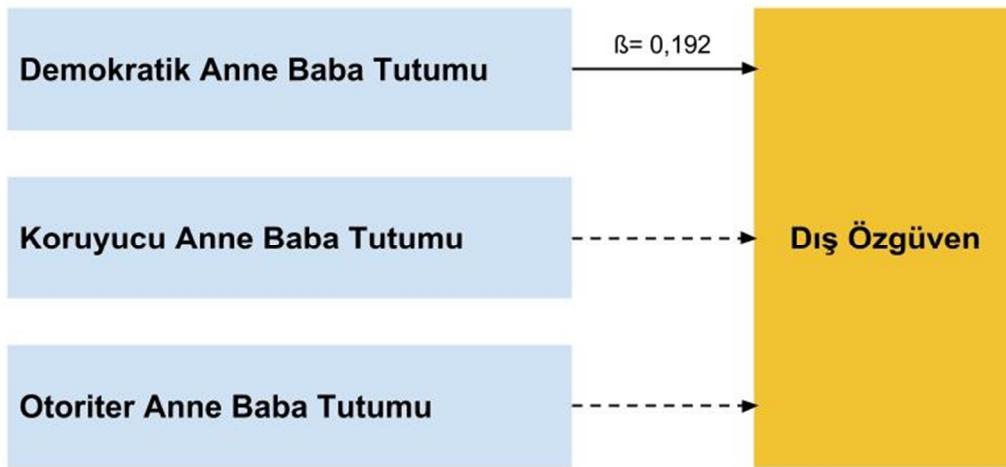 Demokratik Anne Baba Tutumu
ß= 0,192
Koruyucu Anne Baba Tutumu
Dış Özgüven
Otoriter Anne Baba Tutumu